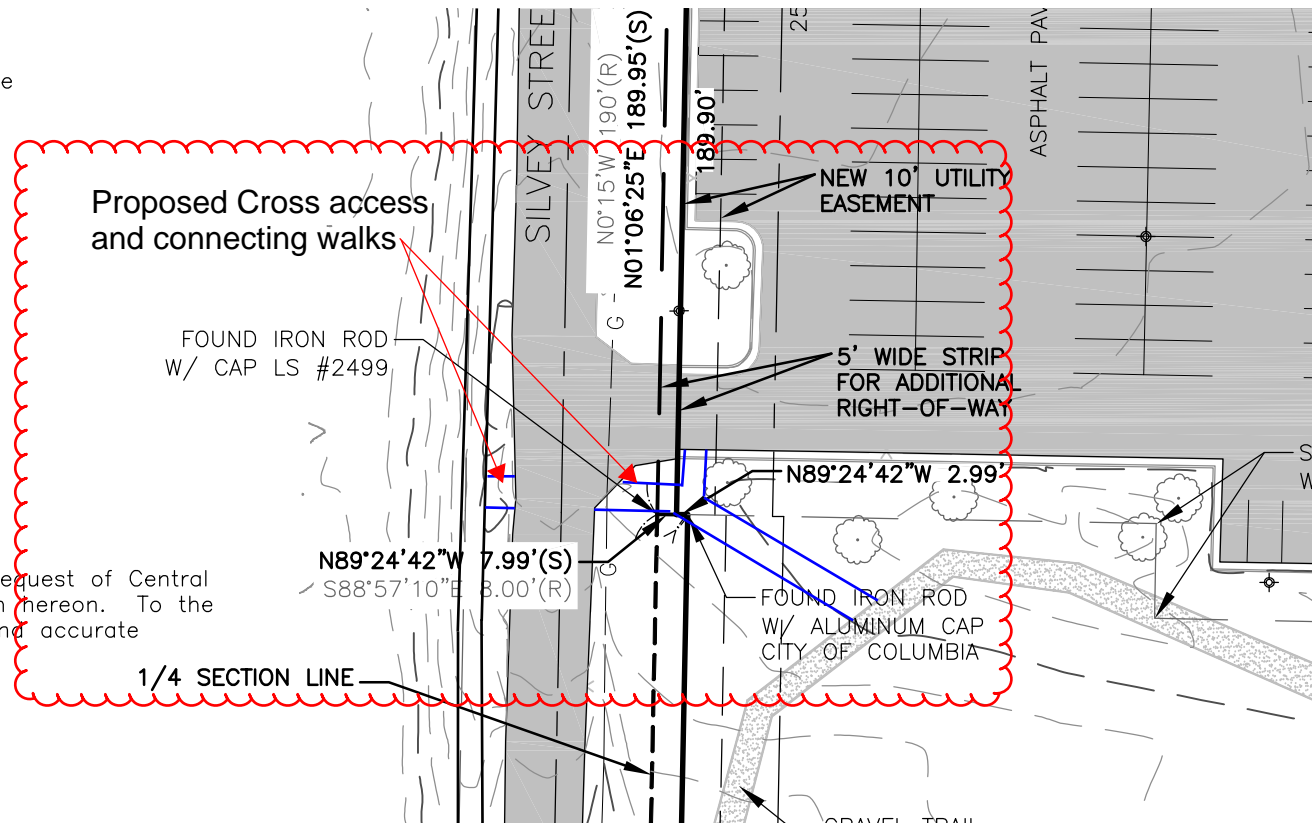 e
SILVEY STREE
N0°15'W 190'(R)
N01°06'25"E 189.95'(S)
189.90'
25
ASPHALT PAV
NEW 10' UTILITY
EASEMENT
Proposed Cross access
and connecting walks
G
FOUND IRON ROD
W/ CAP LS #2499
5' WIDE STRIP
FOR ADDITIONAL
RIGHT-OF-WAY
S
W
N89°24'42"W 2.99'
N89°24'42"W 7.99'(S)
S88°57'10"E 8.00'(R)
G
equest of Central
n hereon. To the
nd accurate
FOUND IRON ROD
W/ ALUMINUM CAP
CITY OF COLUMBIA
1/4 SECTION LINE
GRAVEL TRAIL